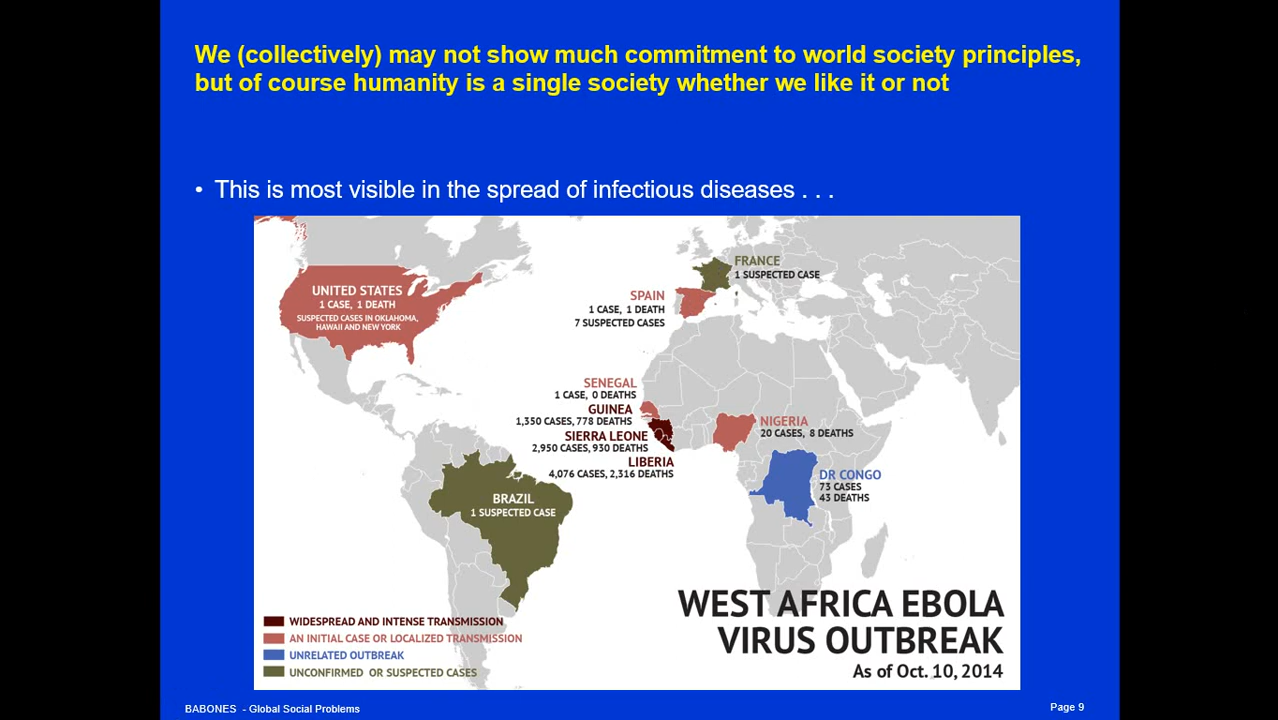 We (collectively) may not show much commitment to world society principles,
but of course humanity is a single society whether we like it or not
• This is most visible in the spread of infectious diseases . . .
UNITED STATES
1 CASE, 1 DEATH
SUSPECTED CASES IN OKLAHOMA,
HAWAII AND NEW YORK
FRANCE
1 SUSPECTED CASE
SPAIN
1 CASE, 1 DEATH
7 SUSPECTED CASES
SENEGAL
1 CASE, 0 DEATHS
GUINEA
1,350 CASES, 778 DEATHS
SIERRA LEONE
2,950 CASES, 930 DEATHS
LIBERIA
4,076 CASES, 2,316 DEATHS
NIGERIA
20 CASES, 8 DEATHS
DR CONGO
73 CASES
43 DEATHS
BRAZIL
1 SUSPECTED CASE
WIDESPREAD AND INTENSE TRANSMISSION
AN INITIAL CASE OR LOCALIZED TRANSMISSION
UNRELATED OUTBREAK
UNCONFIRMED OR SUSPECTED CASES
WEST AFRICA EBOLA
VIRUS OUTBREAK
As of Oct. 10, 2014
BABONES - Global Social Problems
Page 9